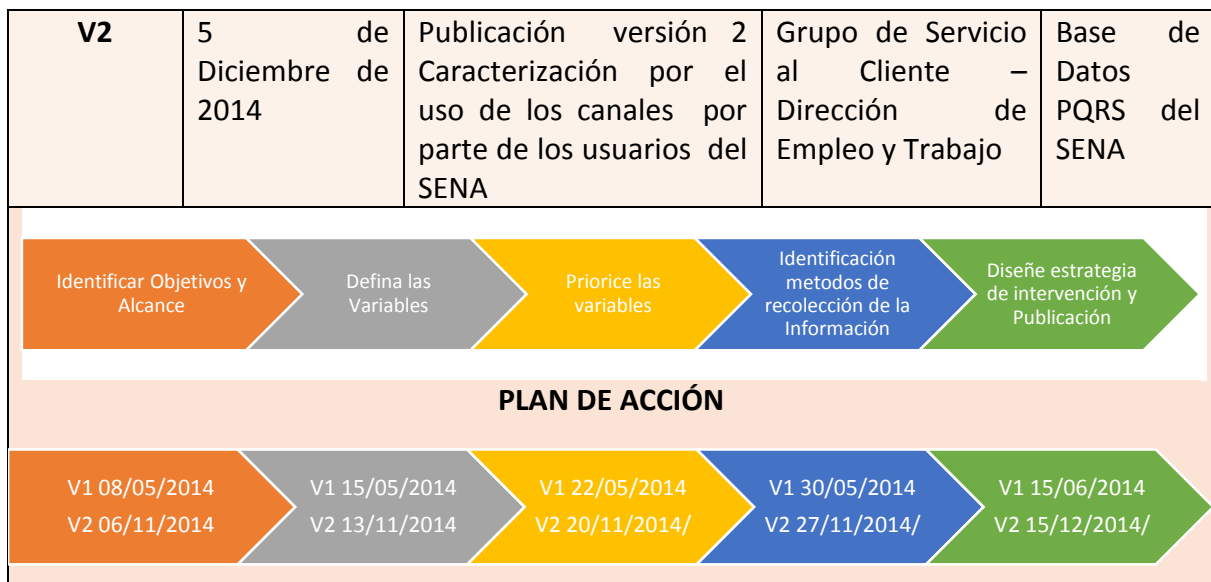 V2
5 de
Diciembre de
2014
Publicación versión 2
Caracterización por el
uso de los canales por
parte de los usuarios del
SENA
Grupo de Servicio
al Cliente –
Dirección de
Empleo y Trabajo
Base de
Datos
PQRS del
SENA
Identificar Objetivos y
Alcance
Defina las
Variables
Priorice las
variables
Identificación
metodos de
recolección de la
Información
Diseñe estrategia
de intervención y
Publicación
PLAN DE ACCIÓN
V1 08/05/2014
V2 06/11/2014
V1 15/05/2014
V2 13/11/2014
V1 22/05/2014
V2 20/11/2014/
V1 30/05/2014
V2 27/11/2014/
V1 15/06/2014
V2 15/12/2014/